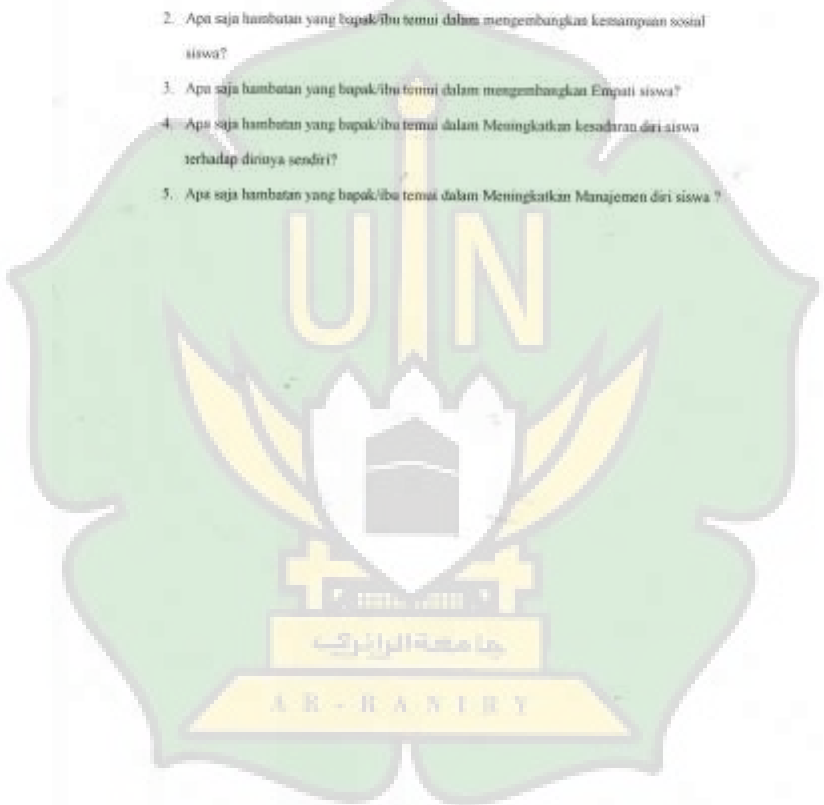 2. Apa saja hambatan yang bapak/ibu temui dalam mengembangkan kemampuan sosial
siswa?
3. Apa saja hambatan yang bapak/ibu temui dalam mengembangkan Empati siswa?
4. Apa saja hambatan yang bapak/ibu temui dalam Meningkatkan kesadaran diri siswa
terhadap dirinya sendiri?
5. Apa saja hambatan yang bapak/ibu temui dalam Meningkatkan Manajemen diri siswa ?
UIN
جامعة الرانري
AR-RANIRY